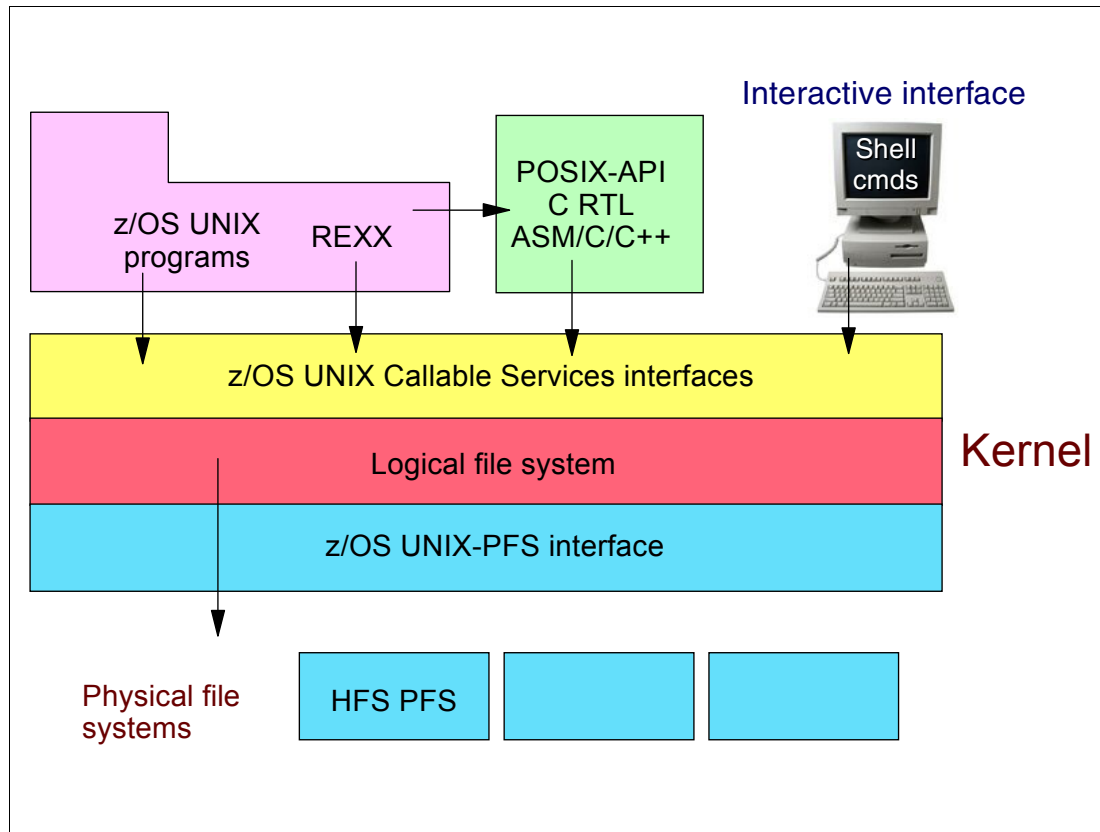 Interactive interface
Shell
cmds
POSIX-API
C RTL
ASM/C/C++
z/OS UNIX
programs
REXX
z/OS UNIX Callable Services interfaces
Logical file system
Kernel
z/OS UNIX-PFS interface
Physical file
systems
HFS PFS